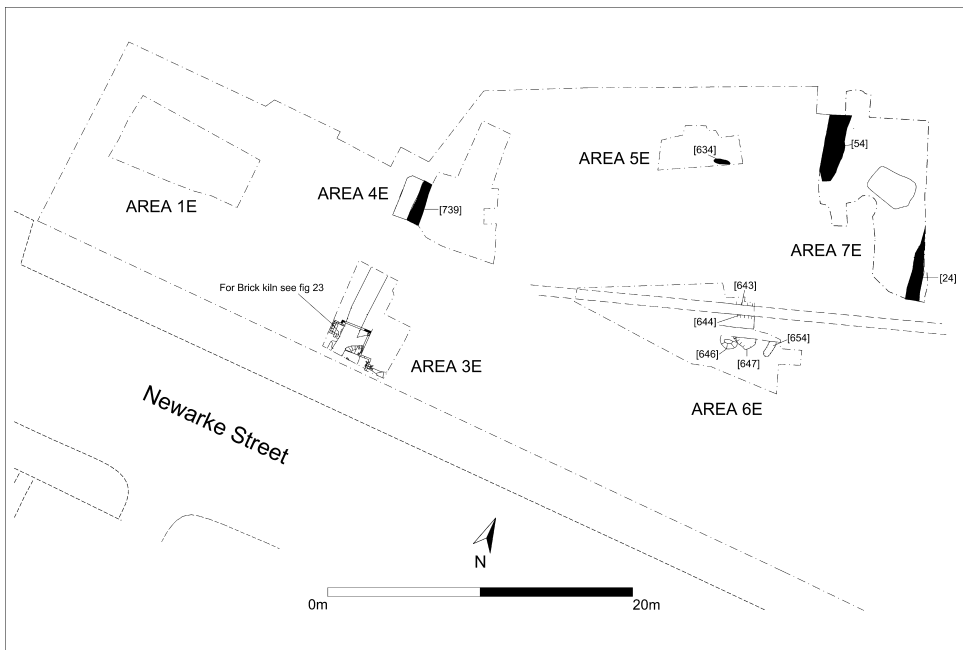 [54]
[634]
AREA 5E
AREA 4E
AREA 1E
[739]
AREA 7E
[24]
For Brick kiln see fig 23
[643]
[644]
[654]
[646]
[647]
AREA 3E
AREA 6E
Newarke Street
N
0m
20m